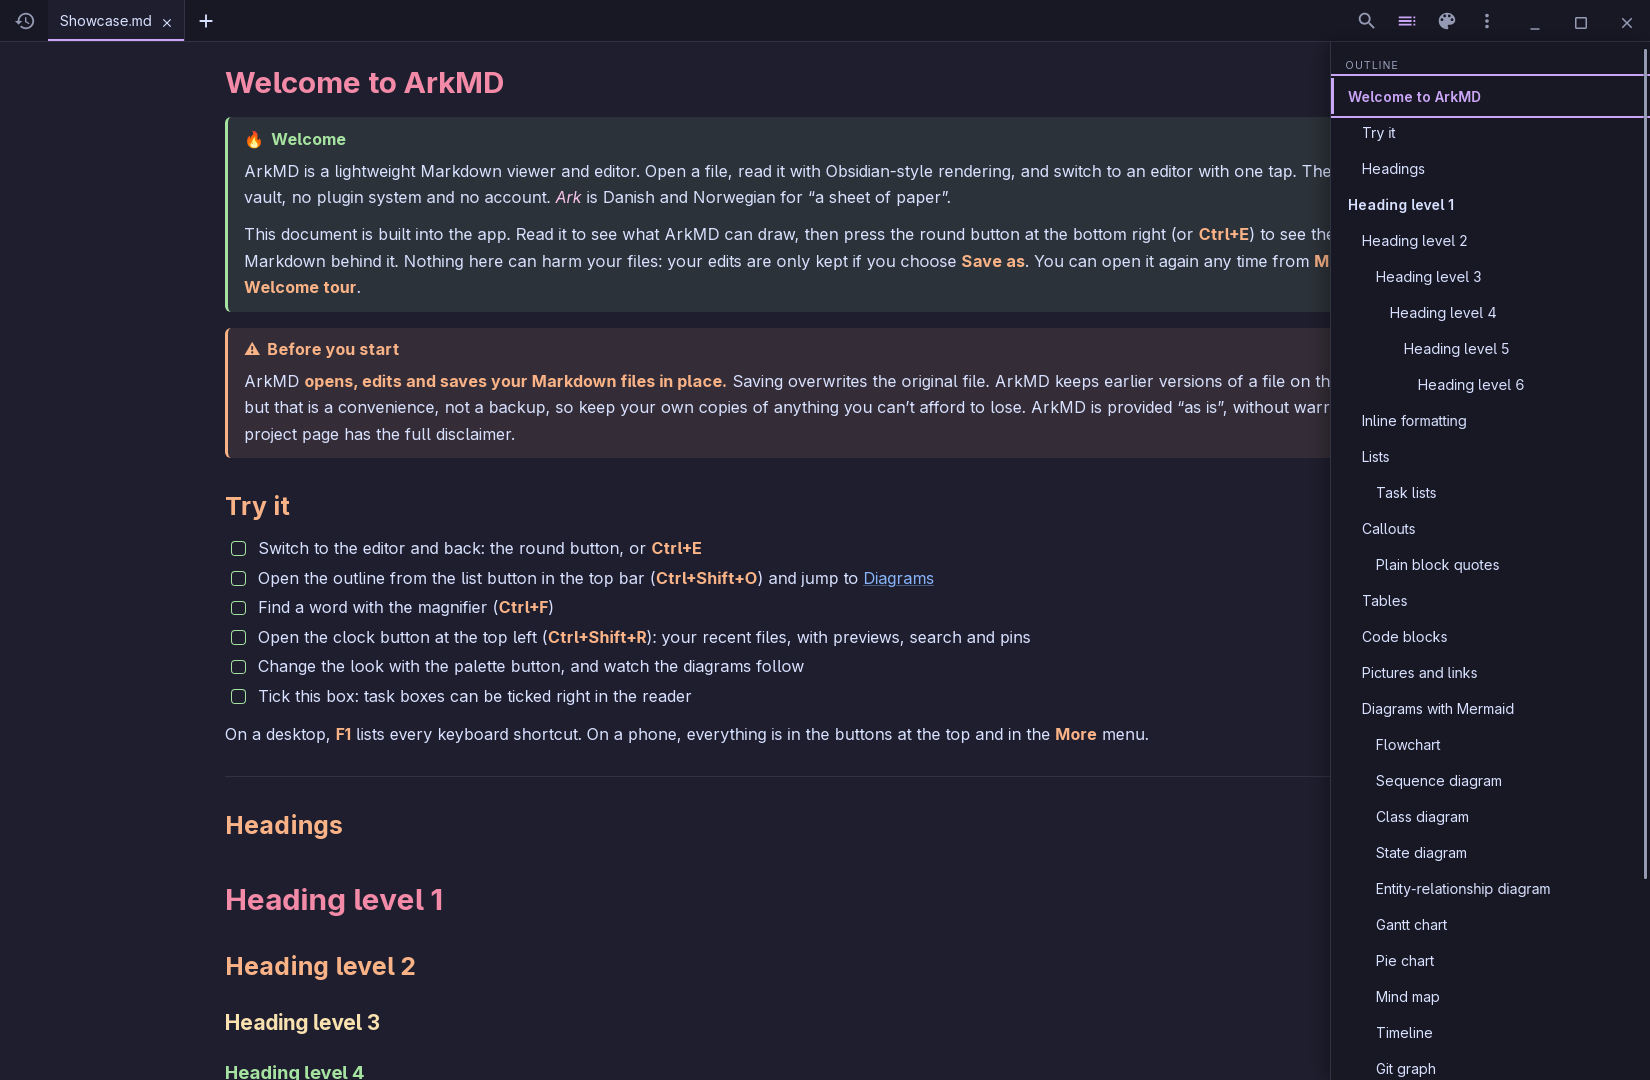 Showcase.md
Welcome to ArkMD
🔥 Welcome
ArkMD is a lightweight Markdown viewer and editor. Open a file, read it with Obsidian-style rendering, and switch to an editor with one tap. The
vault, no plugin system and no account. Ark is Danish and Norwegian for “a sheet of paper”.
This document is built into the app. Read it to see what ArkMD can draw, then press the round button at the bottom right (or Ctrl+E) to see the
Markdown behind it. Nothing here can harm your files: your edits are only kept if you choose Save as. You can open it again any time from M
Welcome tour.
Before you start
ArkMD opens, edits and saves your Markdown files in place. Saving overwrites the original file. ArkMD keeps earlier versions of a file on th
but that is a convenience, not a backup, so keep your own copies of anything you can’t afford to lose. ArkMD is provided “as is”, without warr
project page has the full disclaimer.
Try it
Switch to the editor and back: the round button, or Ctrl+E
Open the outline from the list button in the top bar (Ctrl+Shift+O) and jump to Diagrams
Find a word with the magnifier (Ctrl+F)
Open the clock button at the top left (Ctrl+Shift+R): your recent files, with previews, search and pins
Change the look with the palette button, and watch the diagrams follow
Tick this box: task boxes can be ticked right in the reader
On a desktop, F1 lists every keyboard shortcut. On a phone, everything is in the buttons at the top and in the More menu.
Headings
Heading level 1
Heading level 2
Heading level 3
Heading level 4
OUTLINE
Welcome to ArkMD
Try it
Headings
Heading level 1
Heading level 2
Heading level 3
Heading level 4
Heading level 5
Heading level 6
Inline formatting
Lists
Task lists
Callouts
Plain block quotes
Tables
Code blocks
Pictures and links
Diagrams with Mermaid
Flowchart
Sequence diagram
Class diagram
State diagram
Entity-relationship diagram
Gantt chart
Pie chart
Mind map
Timeline
Git graph